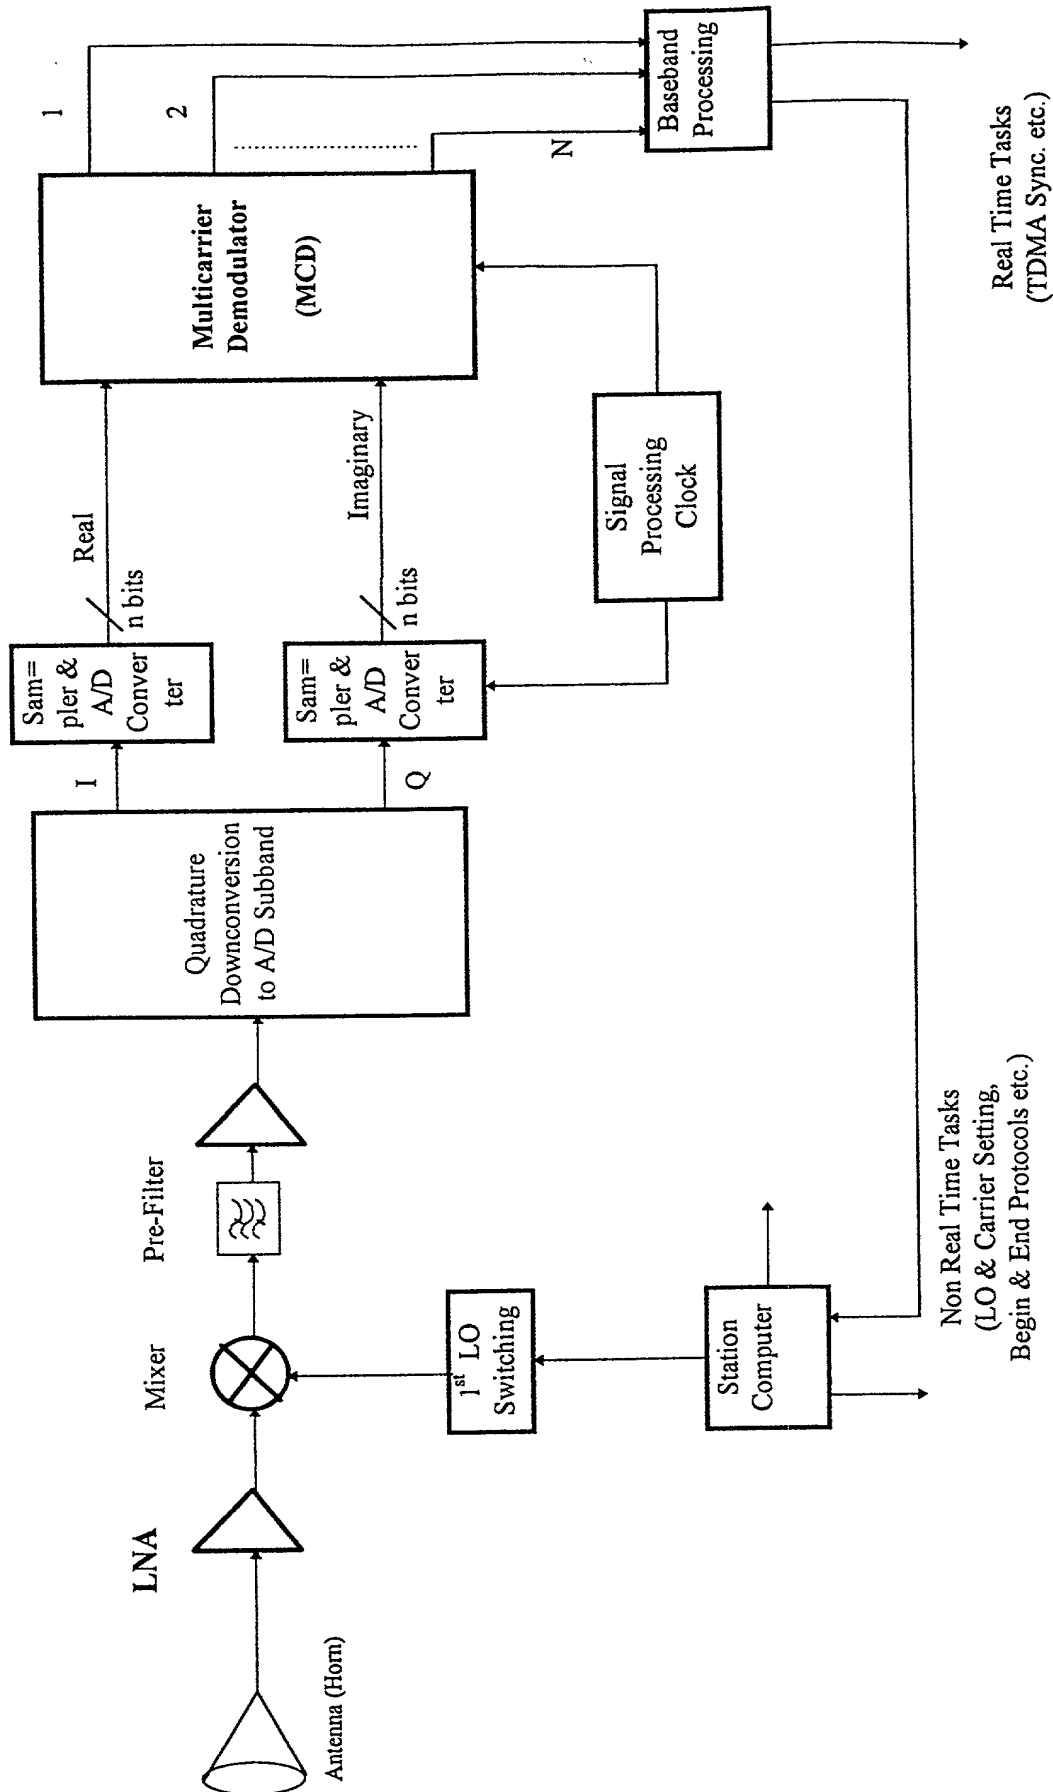 Antenna (Horn)
LNA
Mixer
Pre-Filter
1st LO
Switching
Station
Computer
Non Real Time Tasks
(LO & Carrier Setting,
Begin & End Protocols etc.)
Quadrature
Downconversion
to A/D Subband
I
Q
Sam=
pler &
A/D
Conver
ter
Sam=
pler &
A/D
Conver
ter
n bits
Real
n bits
Imaginary
Signal
Processing
Clock
Multicarrier
Demodulator
(MCD)
1
2
N
Baseband
Processing
Real Time Tasks
(TDMA Sync. etc.)